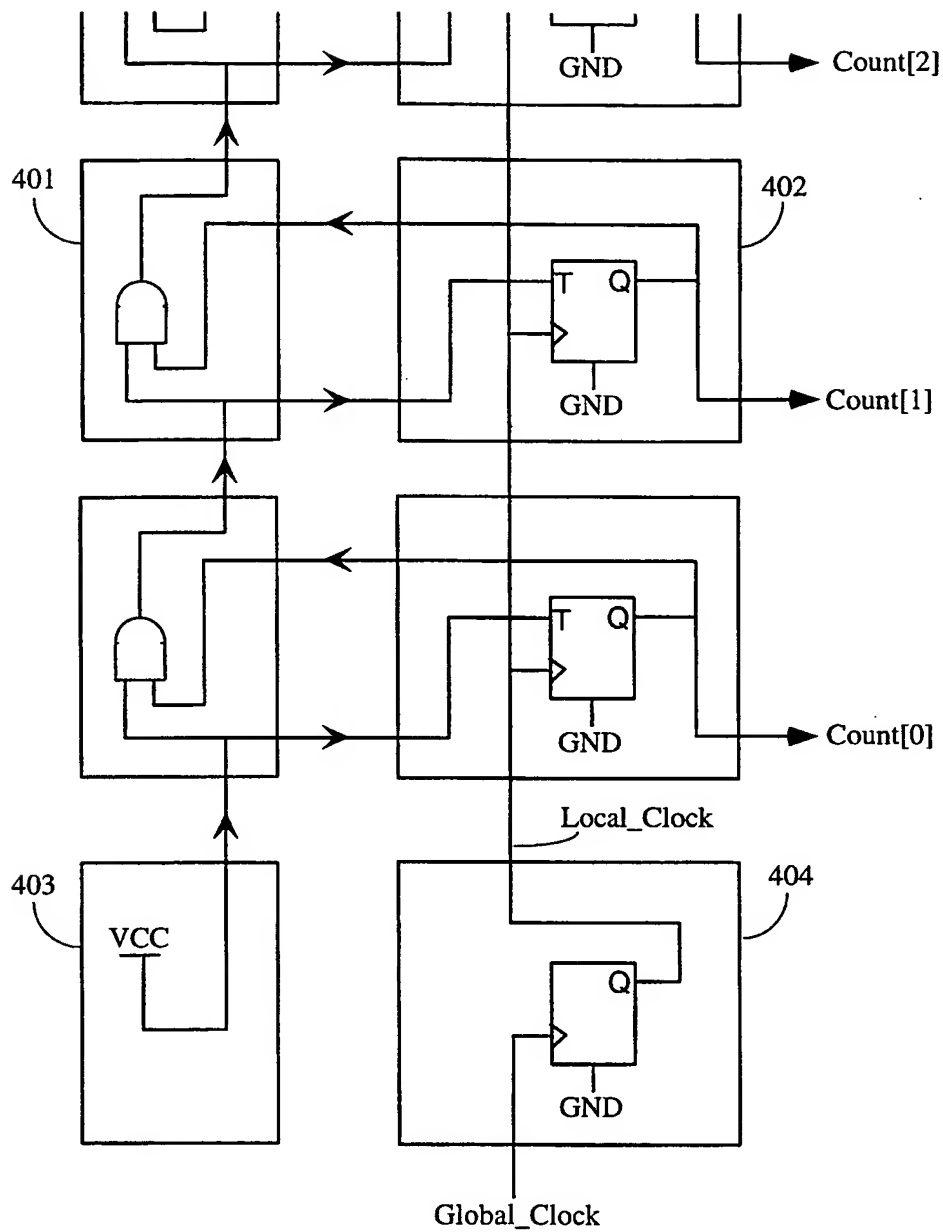 GND
Count[2]
401
402
T Q
GND
Count[1]
T Q
GND
Count[0]
Local_Clock
403
404
VCC
Q
GND
Global_Clock